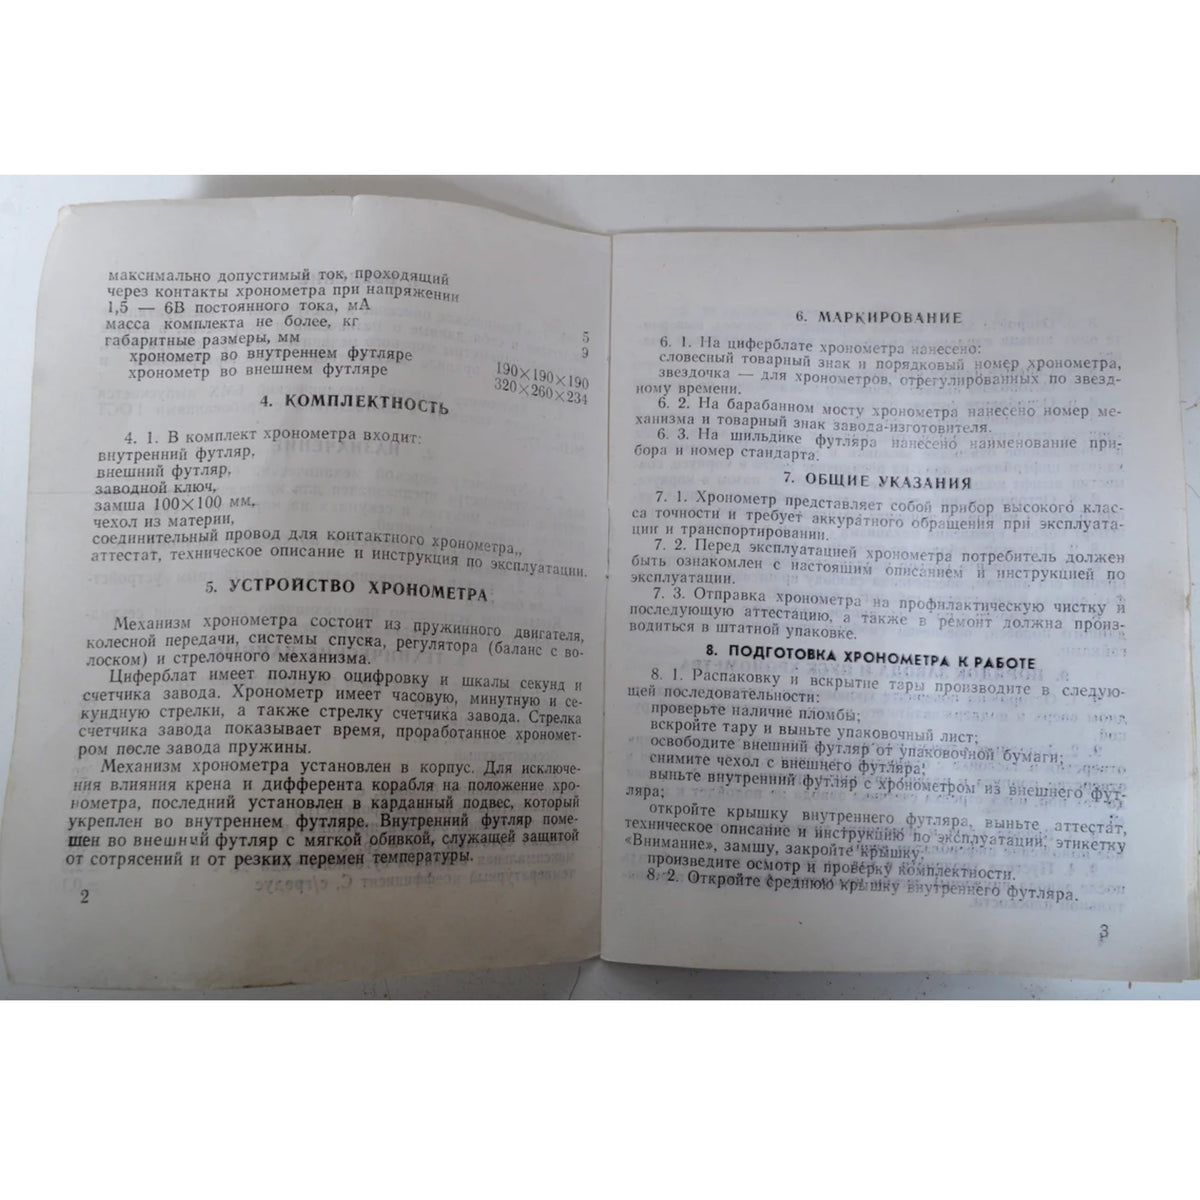 максимально допустимый ток, проходящий
через контакты хронометра при напряжении
1,5 — 6В постоянного тока, мА 5
масса комплекта не более, кг 9
габаритные размеры, мм
хронометр во внутреннем футляре 190×190×190
хронометр во внешнем футляре 320×260×234
4. КОМПЛЕКТНОСТЬ
4. 1. В комплект хронометра входит:
внутренний футляр,
внешний футляр,
заводной ключ,
замша 100×100 мм,
чехол из материи,
соединительный провод для контактного хронометра,,
аттестат, техническое описание и инструкция по эксплуатации.
5. УСТРОЙСТВО ХРОНОМЕТРА
Механизм хронометра состоит из пружинного двигателя,
колесной передачи, системы спуска, регулятора (баланс с во-
лоском) и стрелочного механизма.
Циферблат имеет полную оцифровку и шкалы секунд и
счетчика завода. Хронометр имеет часовую, минутную и се-
кундную стрелки, а также стрелку счетчика завода. Стрелка
счетчика завода показывает время, проработанное хрономет-
ром после завода пружины.
Механизм хронометра установлен в корпус. Для исключе-
ния влияния крена и дифферента корабля на положение хро-
нометра, последний установлен в карданный подвес, который
укреплен во внутреннем футляре. Внутренний футляр поме-
щен во внешний футляр с мягкой обивкой, служащей защитой
от сотрясений и от резких перемен температуры.
2
6. МАРКИРОВАНИЕ
6. 1. На циферблате хронометра нанесено:
словесный товарный знак и порядковый номер хронометра,
звездочка — для хронометров, отрегулированных по звезд-
ному времени.
6. 2. На барабанном мосту хронометра нанесено номер ме-
ханизма и товарный знак завода-изготовителя.
6. 3. На шильдике футляра нанесено наименование при-
бора и номер стандарта.
7. ОБЩИЕ УКАЗАНИЯ
7. 1. Хронометр представляет собой прибор высокого клас-
са точности и требует аккуратного обращения при эксплуата-
ции и транспортировании.
7. 2. Перед эксплуатацией хронометра потребитель должен
быть ознакомлен с настоящим описанием и инструкцией по
эксплуатации.
7. 3. Отправка хронометра на профилактическую чистку и
последующую аттестацию, а также в ремонт должна произ-
водиться в штатной упаковке.
8. ПОДГОТОВКА ХРОНОМЕТРА К РАБОТЕ
8. 1. Распаковку и вскрытие тары производите в следую-
щей последовательности:
проверьте наличие пломбы;
вскройте тару и выньте упаковочный лист;
освободите внешний футляр от упаковочной бумаги;
снимите чехол с внешнего футляра;
выньте внутренний футляр с хронометром из внешнего фут-
ляра;
откройте крышку внутреннего футляра, выньте аттестат,
техническое описание и инструкцию по эксплуатации, этикетку
«Внимание», замшу, закройте крышку;
произведите осмотр и проверку комплектности.
8. 2. Откройте среднюю крышку внутреннего футляра.
3